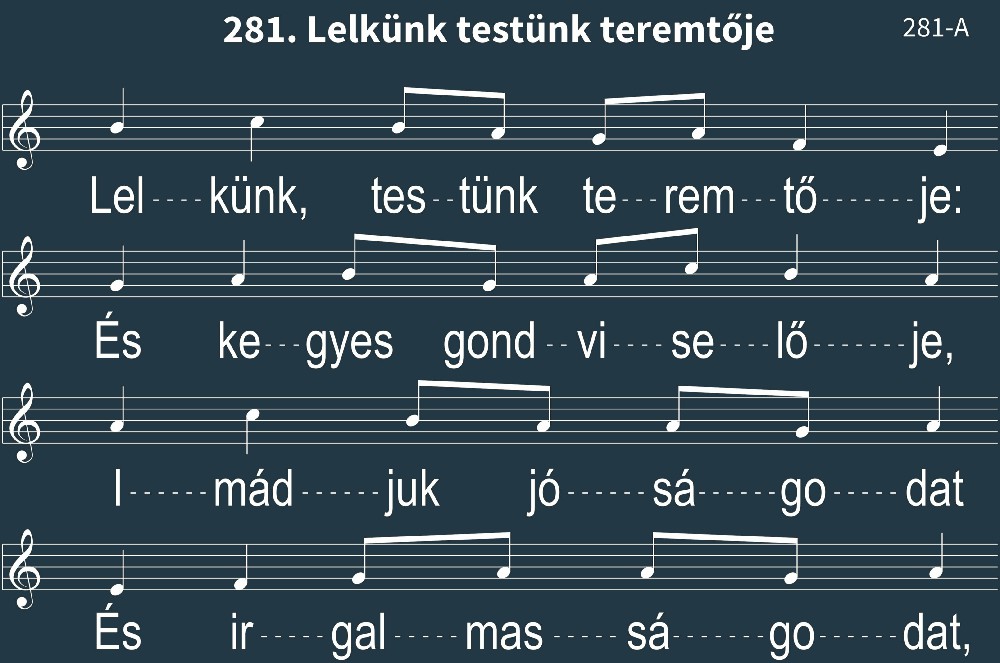 281. Lelkünk testünk teremtője
281-A
Lel----künk, tes--tünk te---rem---tő-------je:
És ke---gyes gond--vi----se----lő-------je,
I------mád------juk jó------sá------go-----dat
És ir-----gal-----mas-----sá------go-----dat,